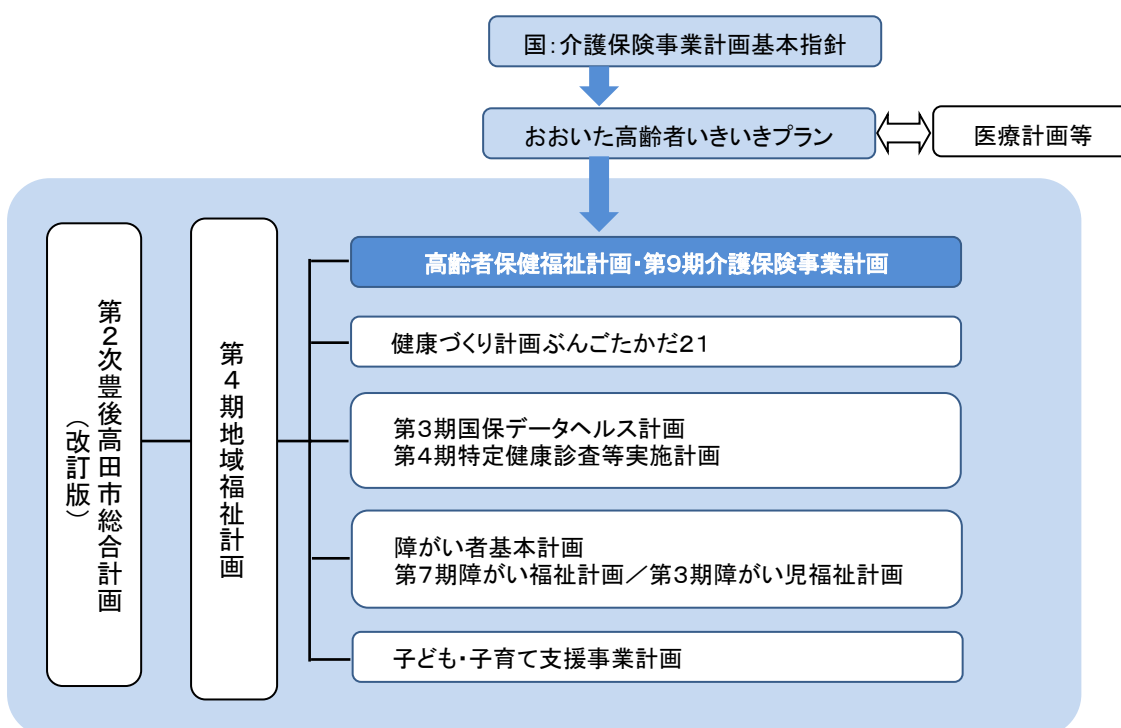 国：介護保険事業計画基本指針
おおいた高齢者いきいきプラン
医療計画等
第２次豊後高田市総合計画
（改訂版）
第４期地域福祉計画
高齢者保健福祉計画・第９期介護保険事業計画
健康づくり計画ぶんごたかだ２１
第３期国保データヘルス計画
第４期特定健康診査等実施計画
障がい者基本計画
第７期障がい福祉計画／第３期障がい児福祉計画
子ども・子育て支援事業計画